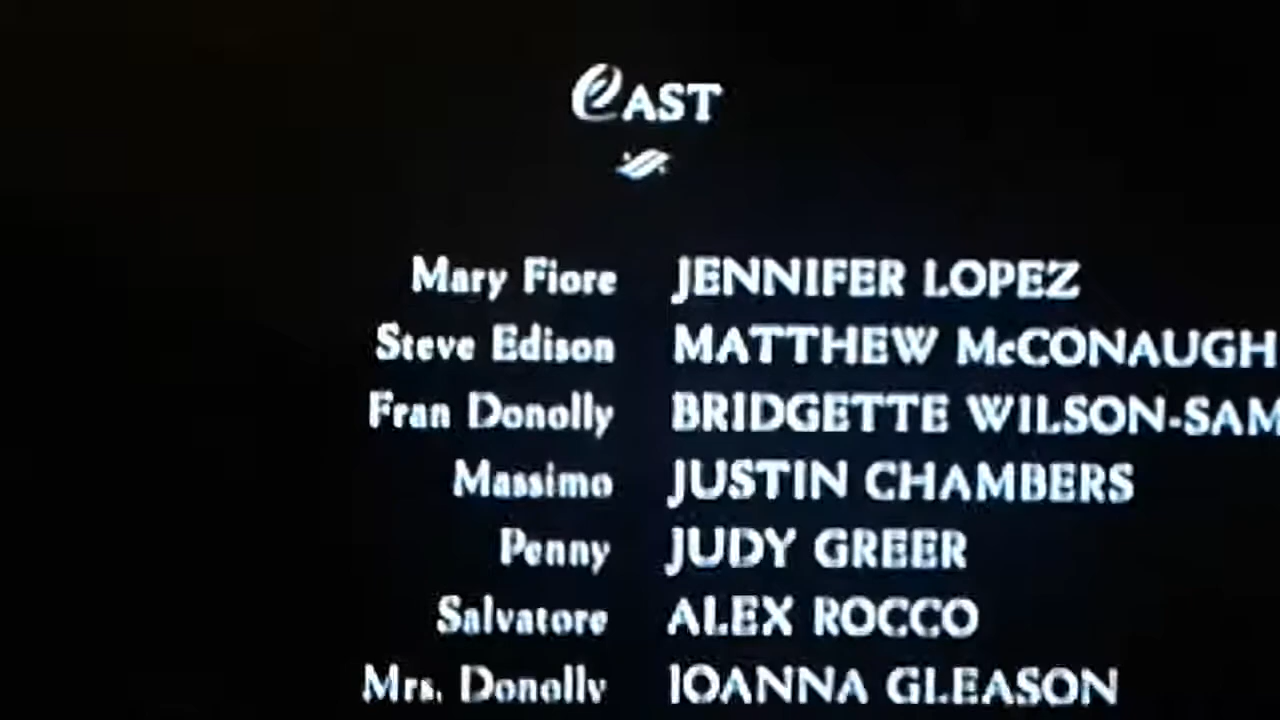 Cast
Mary Fiore JENNIFER LOPEZ
Steve Edison MATTHEW McCONAUGH
Fran Donolly BRIDGETTE WILSON-SAM
Massimo JUSTIN CHAMBERS
Penny JUDY GREER
Salvatore ALEX ROCCO
Mrs. Donolly JOANNA GLEASON